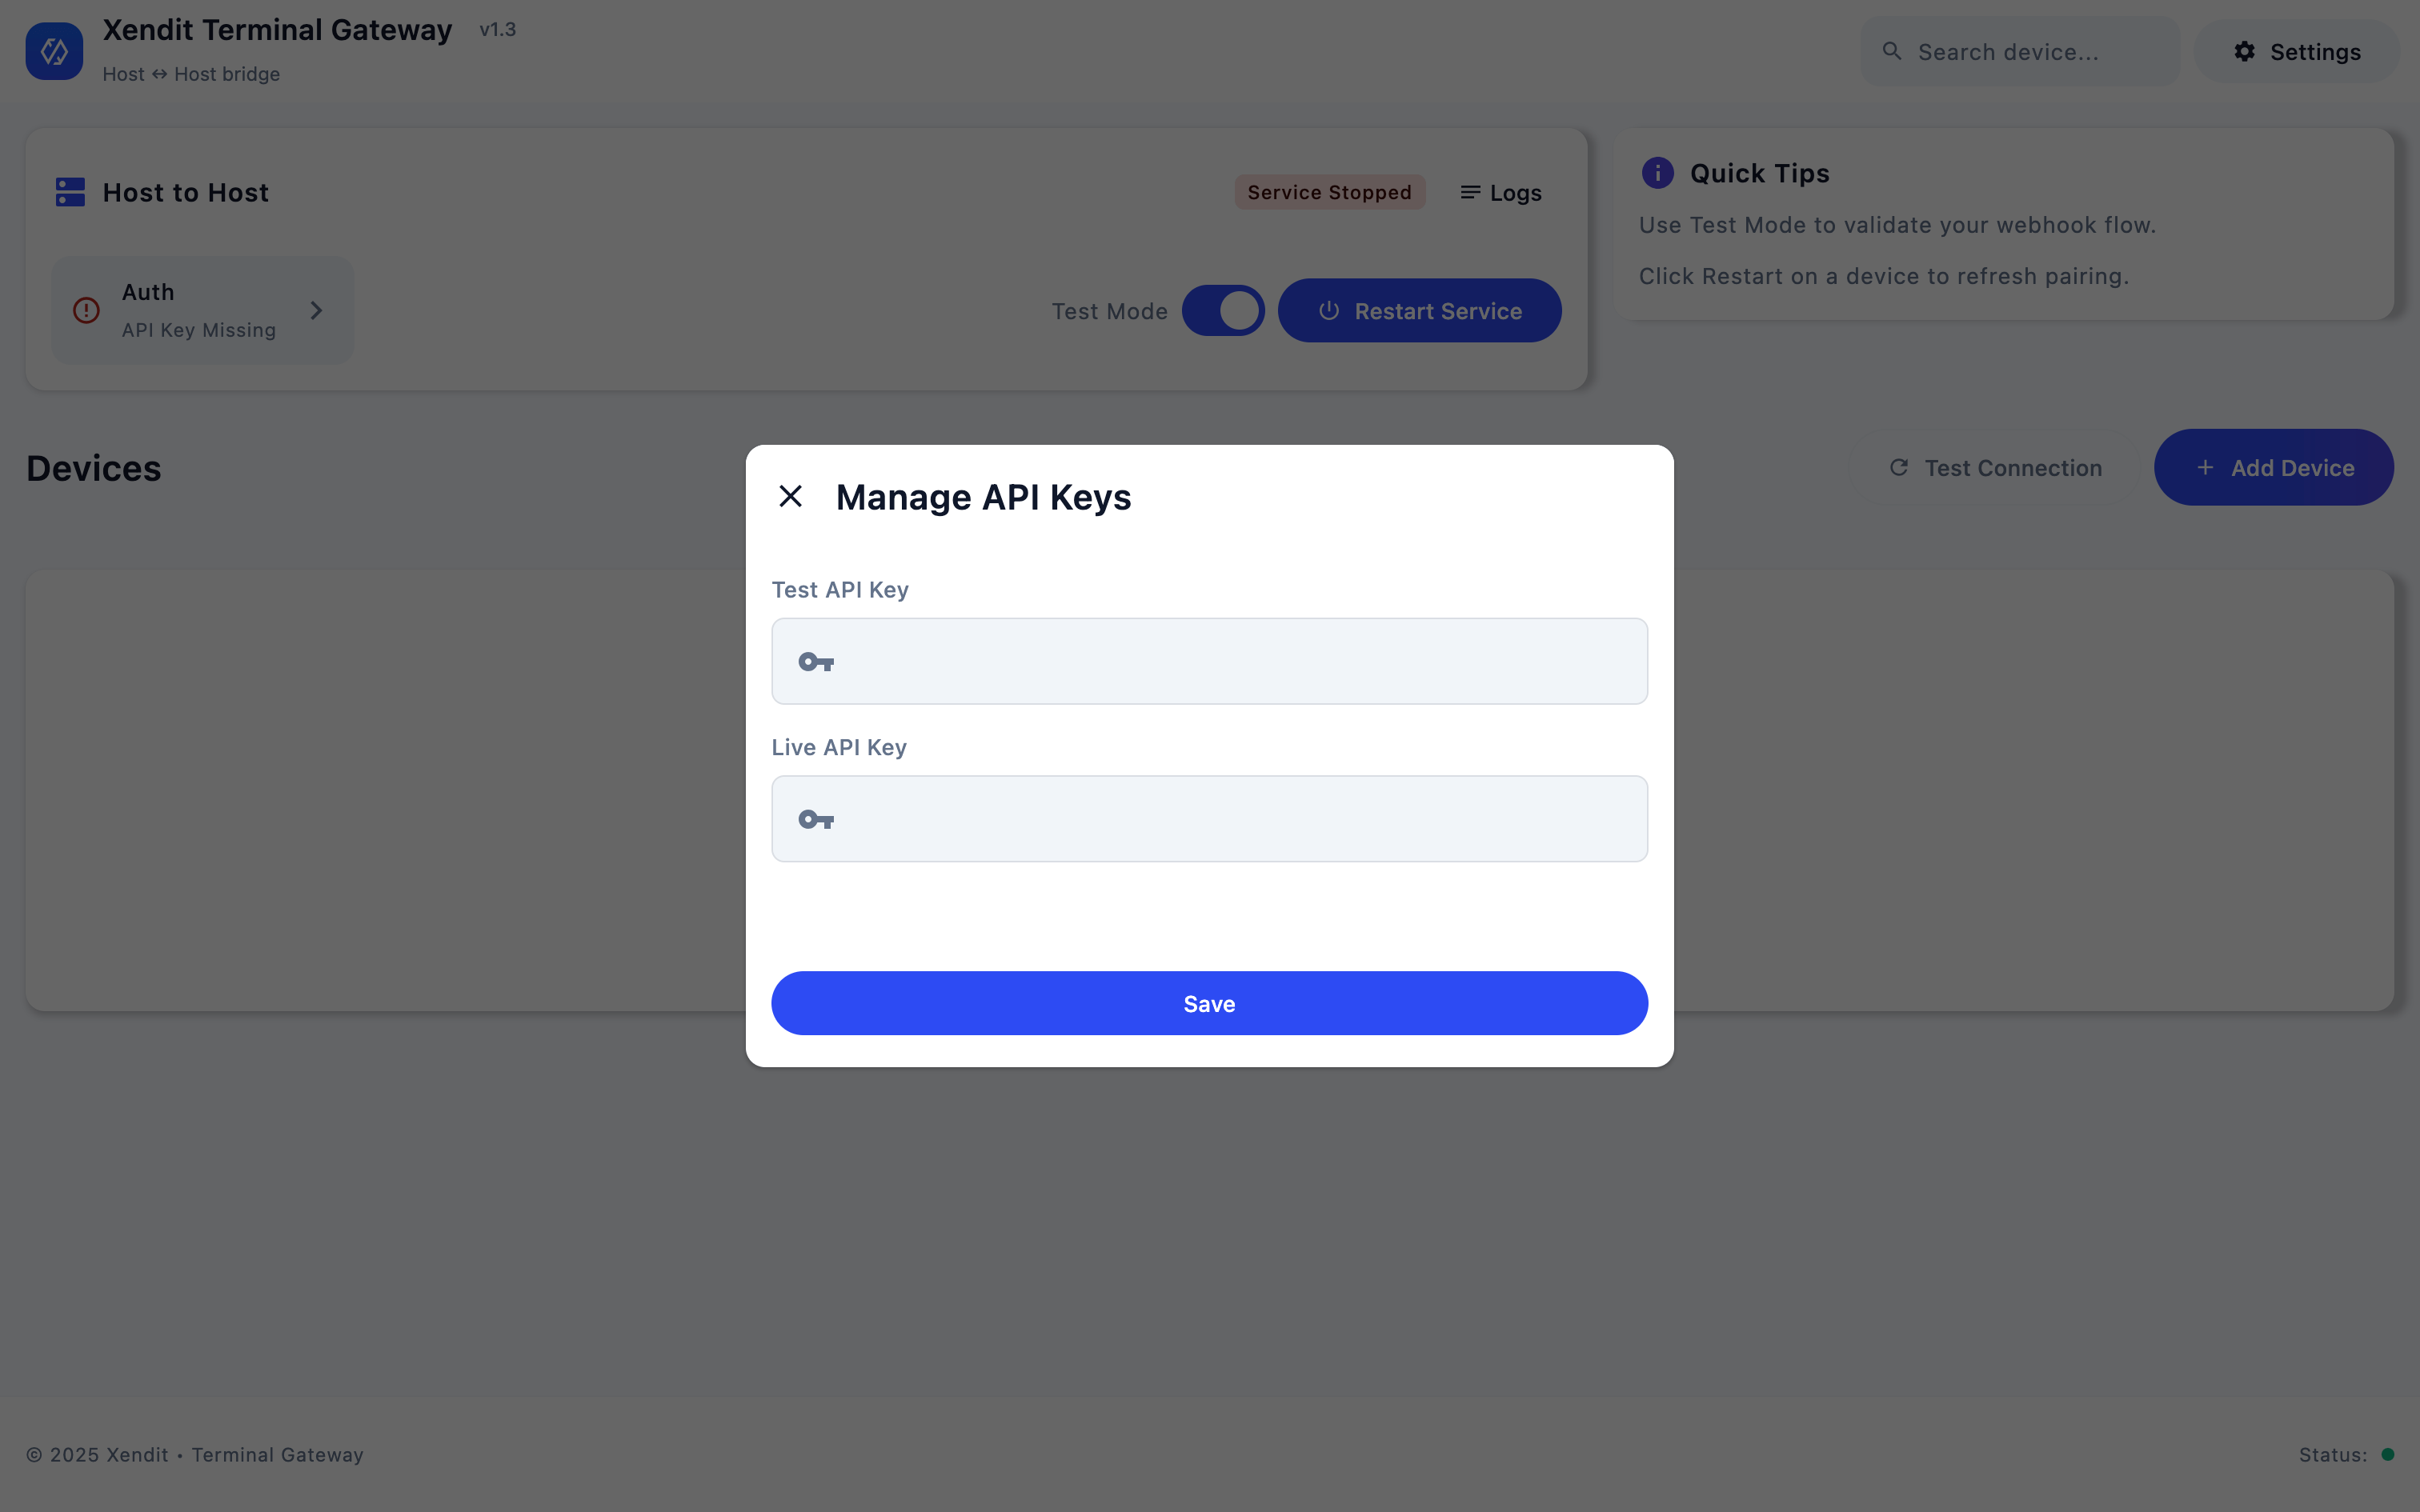 Xendit Terminal Gateway v1.3
Host ↔ Host bridge
Search device...
Settings
Host to Host
Service Stopped
Logs
Auth
API Key Missing
Test Mode
Restart Service
Quick Tips
Use Test Mode to validate your webhook flow.
Click Restart on a device to refresh pairing.
Devices
Test Connection
Add Device
Manage API Keys
Test API Key
Live API Key
Save
© 2025 Xendit • Terminal Gateway
Status: